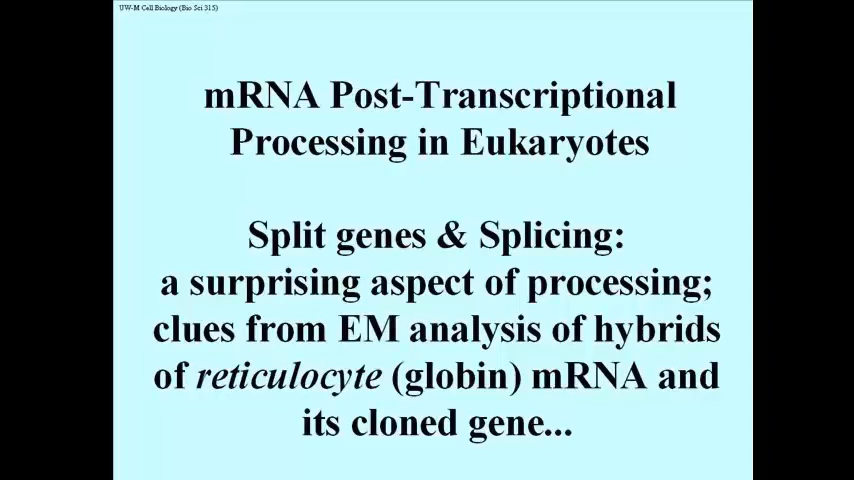 UW-M Cell Biology (Bio Sci 315)
mRNA Post-Transcriptional
Processing in Eukaryotes
Split genes & Splicing:
a surprising aspect of processing;
clues from EM analysis of hybrids
of reticulocyte (globin) mRNA and
its cloned gene...